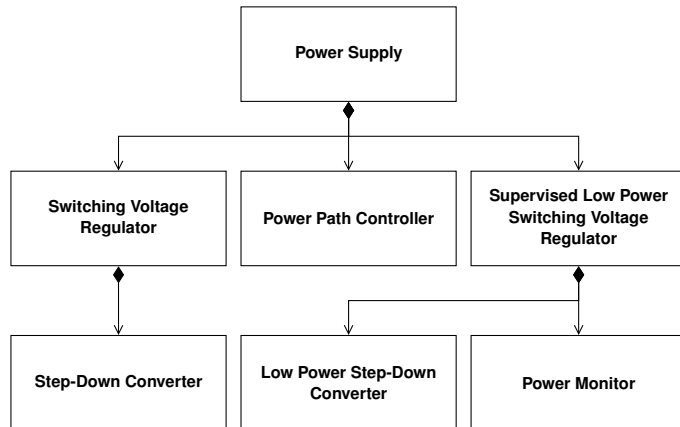 Power Supply
Switching Voltage
Regulator
Power Path Controller
Supervised Low Power
Switching Voltage
Regulator
Step-Down Converter
Low Power Step-Down
Converter
Power Monitor